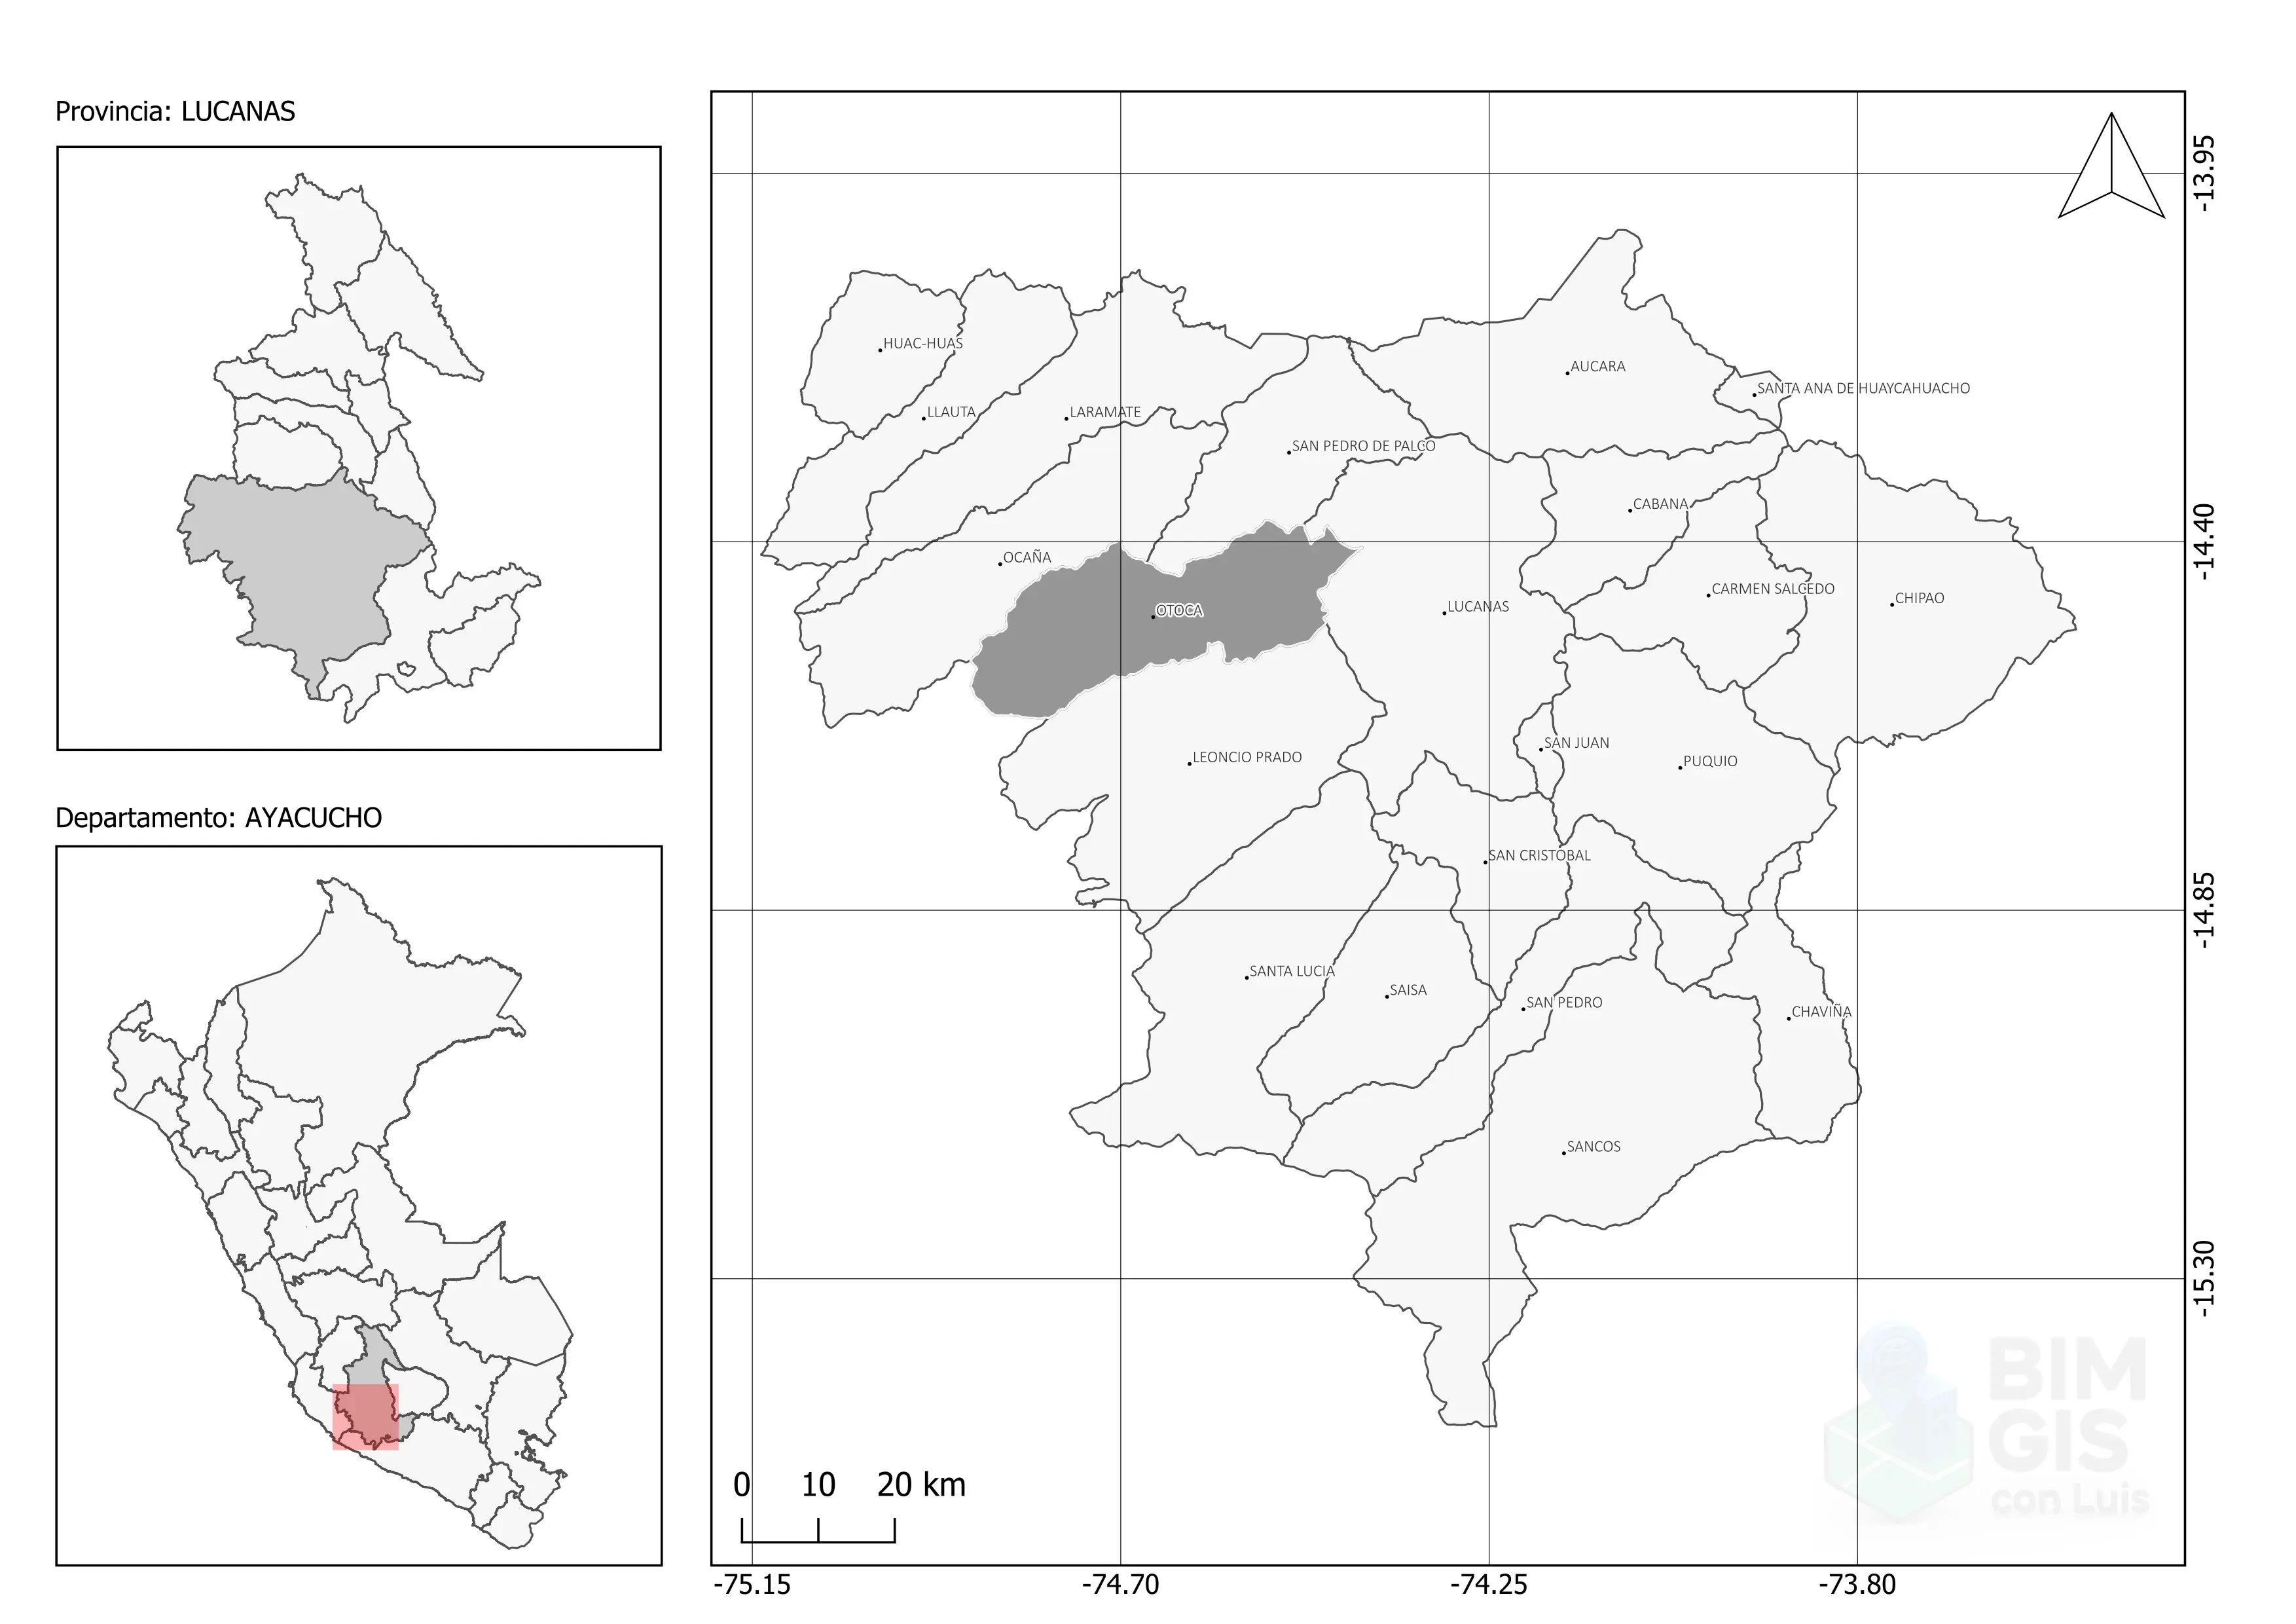 Provincia: LUCANAS
Departamento: AYACUCHO
HUAC-HUAS
AUCARA
SANTA ANA DE HUAYCAHUACHO
LLAUTA
LARAMATE
SAN PEDRO DE PALCO
CABANA
OCAÑA
CARMEN SALCEDO
CHIPAO
OTOCA
LUCANAS
SAN JUAN
LEONCIO PRADO
PUQUIO
SAN CRISTOBAL
SANTA LUCIA
SAISA
SAN PEDRO
CHAVIÑA
SANCOS
-13.95
-14.40
-14.85
-15.30
BIM
GIS
con Luis
0 10 20 km
-75.15 -74.70 -74.25 -73.80